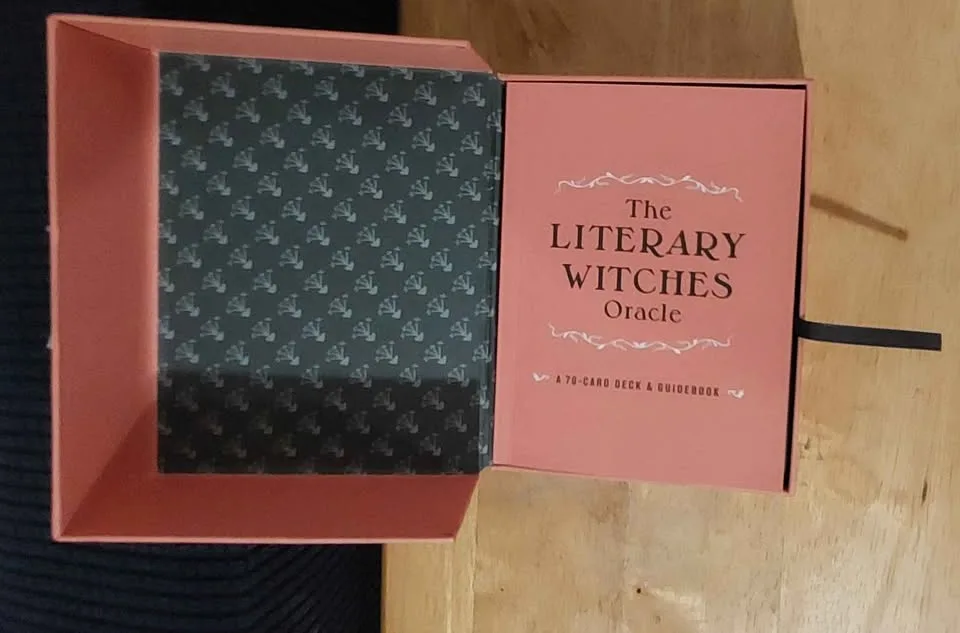 The
LITERARY
WITCHES
Oracle
A 70-CARD DECK & GUIDEBOOK